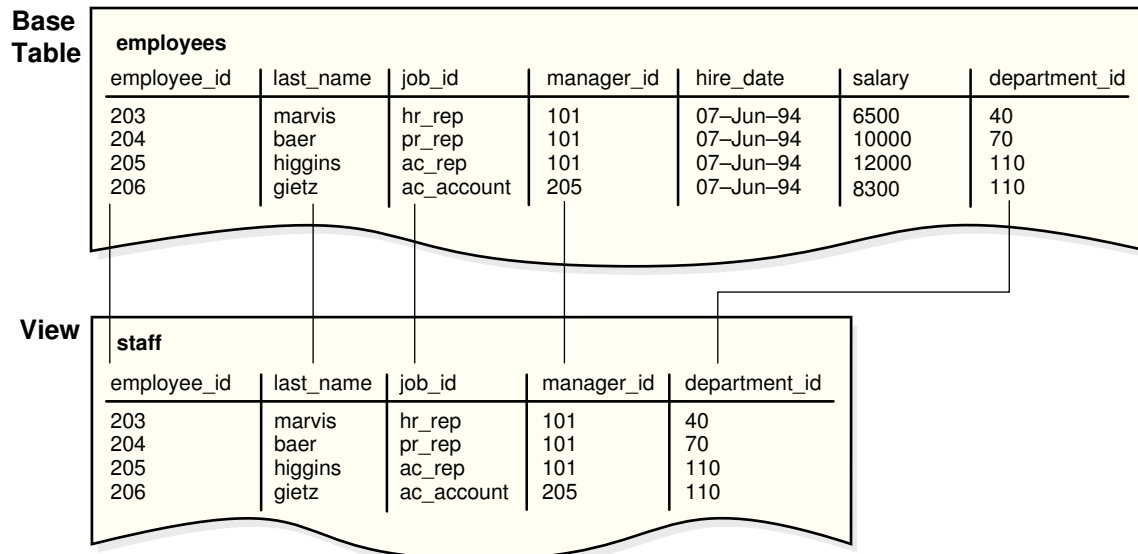 Base
Table
employees
employee_id last_name job_id manager_id hire_date salary department_id
203 marvis hr_rep 101 07–Jun–94 6500 40
204 baer pr_rep 101 07–Jun–94 10000 70
205 higgins ac_rep 101 07–Jun–94 12000 110
206 gietz ac_account 205 07–Jun–94 8300 110
View
staff
employee_id last_name job_id manager_id department_id
203 marvis hr_rep 101 40
204 baer pr_rep 101 70
205 higgins ac_rep 101 110
206 gietz ac_account 205 110